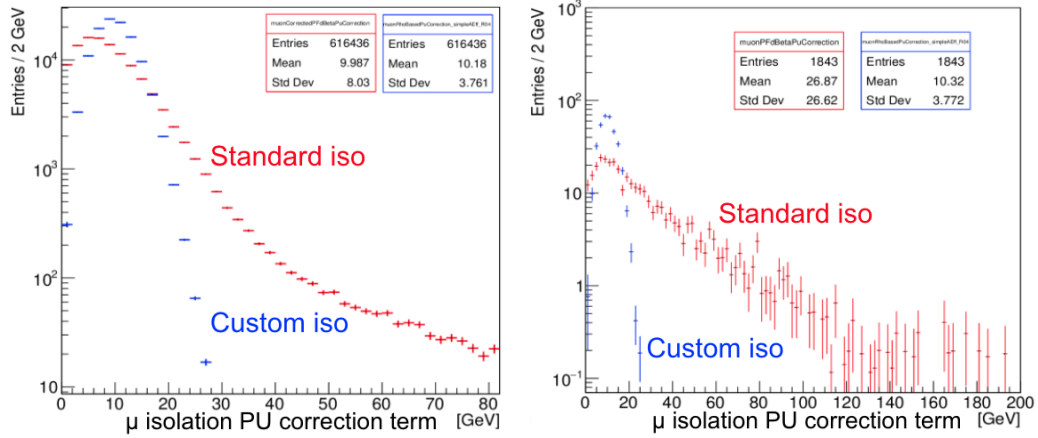 Entries / 2 GeV
muonCorrectedPFdBetaPuCorrection
Entries 616436
Mean 9.987
Std Dev 8.03
Entries 616436
Mean 10.18
Std Dev 3.761
10⁴
10³
10²
10
Standard iso
Custom iso
0 10 20 30 40 50 60 70 80
μ isolation PU correction term [GeV]
Entries / 2 GeV
muonPFdBetaPuCorrection
Entries 1843
Mean 26.87
Std Dev 26.62
Entries 1843
Mean 10.32
Std Dev 3.772
10³
10²
10
1
10⁻¹
Standard iso
Custom iso
0 20 40 60 80 100 120 140 160 180 200
μ isolation PU correction term [GeV]